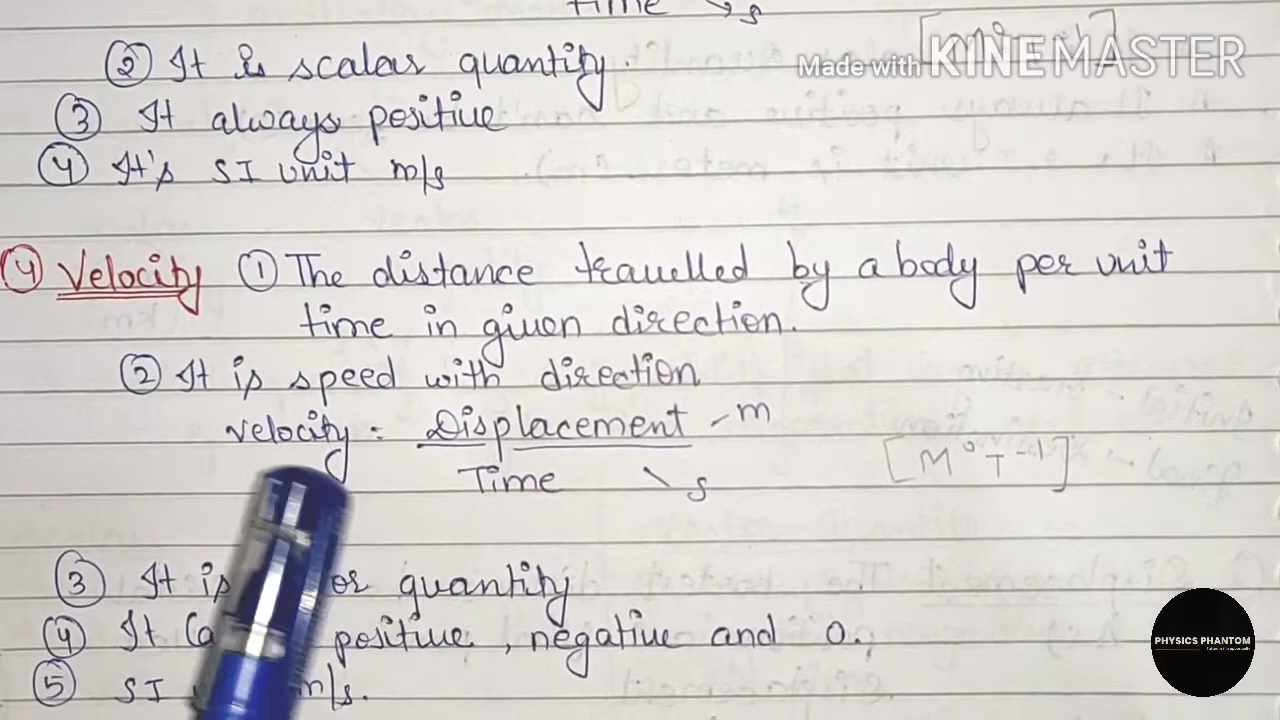 time s
② It is scalar quantity.
Made with KINEMASTER
③ It always positive
④ It's SI unit m/s
④ Velocity ① The distance travelled by a body per unit
time in given direction.
② It is speed with direction
velocity = Displacement - m
Time s
[M° T⁻¹]
③ It is or quantity
④ It Ca positive, negative and 0.
⑤ SI m/s.
PHYSICS PHANTOM